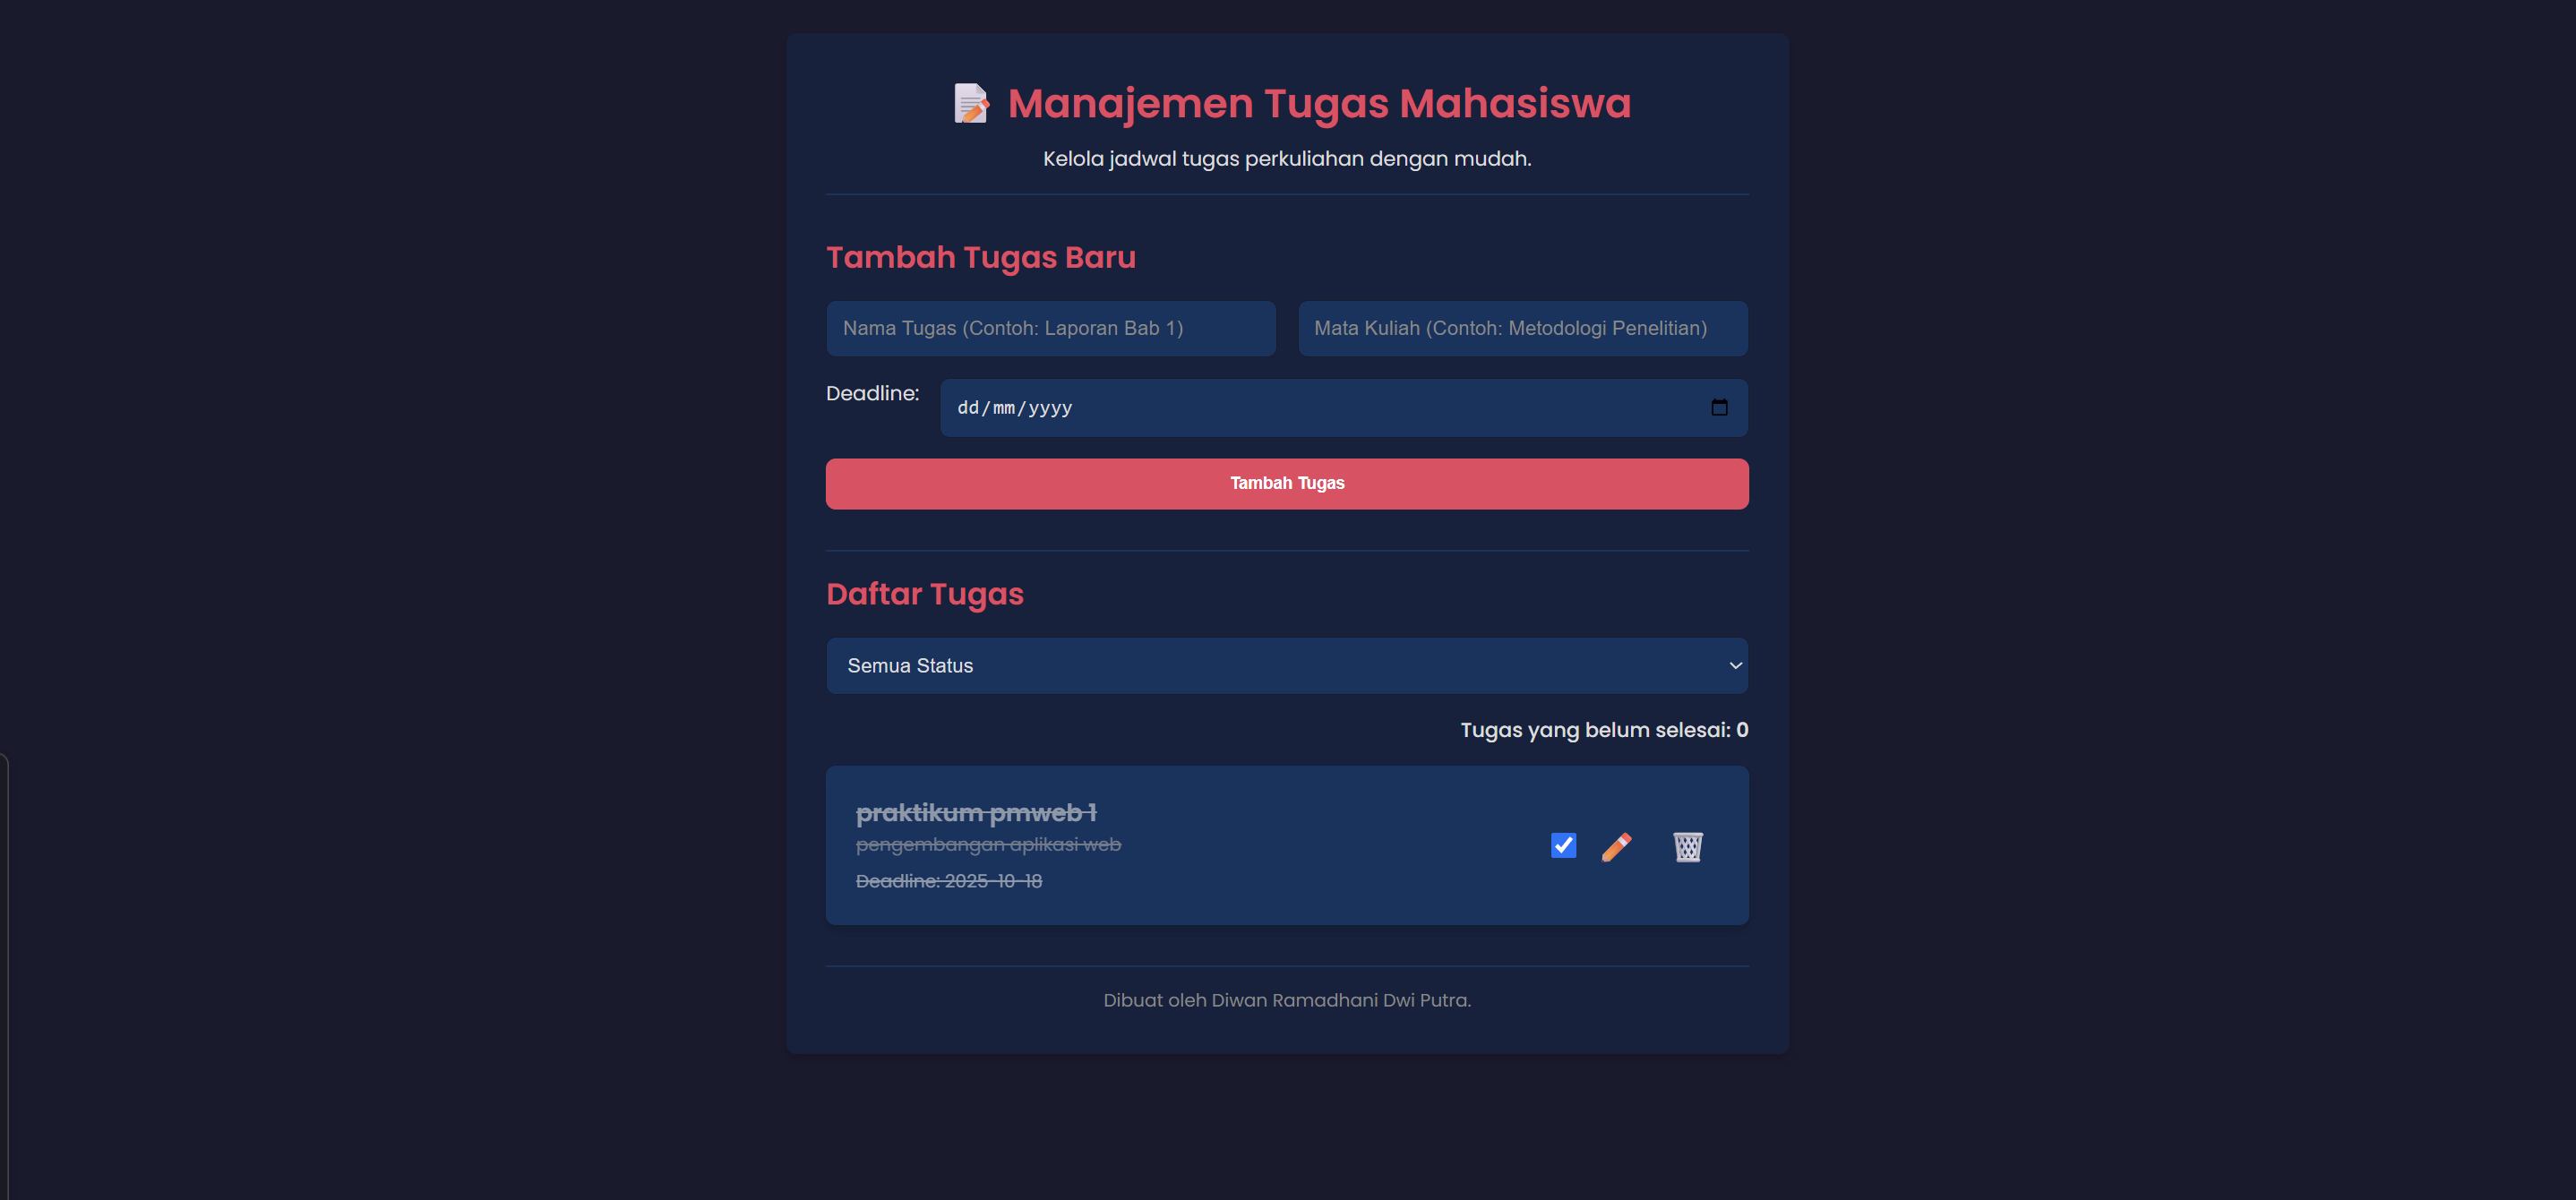 Manajemen Tugas Mahasiswa
Kelola jadwal tugas perkuliahan dengan mudah.
Tambah Tugas Baru
Nama Tugas (Contoh: Laporan Bab 1)
Mata Kuliah (Contoh: Metodologi Penelitian)
Deadline:
dd/mm/yyyy
Tambah Tugas
Daftar Tugas
Semua Status
Tugas yang belum selesai: 0
praktikum pmweb 1
pengembangan aplikasi web
Deadline: 2025-10-18
Dibuat oleh Diwan Ramadhani Dwi Putra.